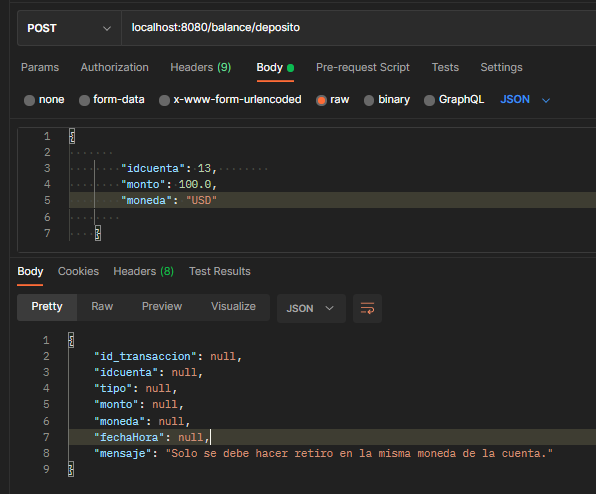 POST localhost:8080/balance/deposito
Params Authorization Headers (9) Body Pre-request Script Tests Settings
none form-data x-www-form-urlencoded raw binary GraphQL JSON
1 {
2
3 "idcuenta": 13,
4 "monto": 100.0,
5 "moneda": "USD"
6
7 }
Body Cookies Headers (8) Test Results
Pretty Raw Preview Visualize JSON
1 {
2 "id_transaccion": null,
3 "idcuenta": null,
4 "tipo": null,
5 "monto": null,
6 "moneda": null,
7 "fechaHora": null,
8 "mensaje": "Solo se debe hacer retiro en la misma moneda de la cuenta."
9 }